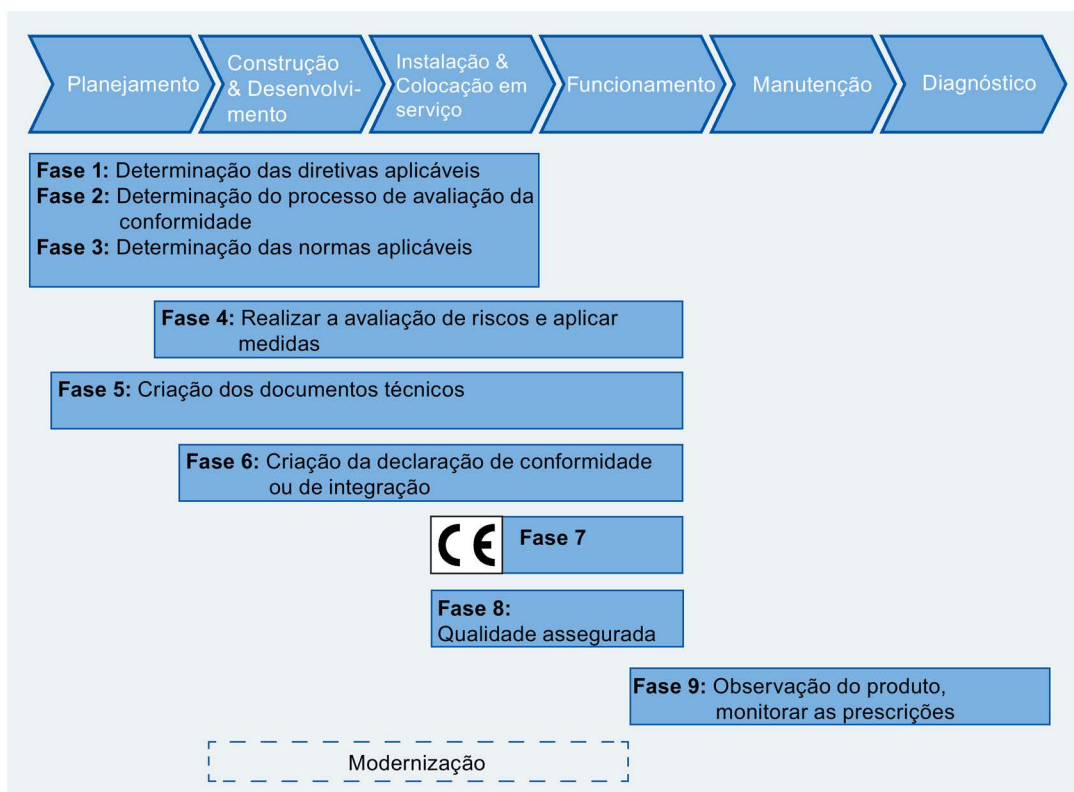 Planejamento
Construção
& Desenvolvi-
mento
Instalação &
Colocação em
serviço
Funcionamento
Manutenção
Diagnóstico
Fase 1: Determinação das diretivas aplicáveis
Fase 2: Determinação do processo de avaliação da
conformidade
Fase 3: Determinação das normas aplicáveis
Fase 4: Realizar a avaliação de riscos e aplicar
medidas
Fase 5: Criação dos documentos técnicos
Fase 6: Criação da declaração de conformidade
ou de integração
CE Fase 7
Fase 8:
Qualidade assegurada
Fase 9: Observação do produto,
monitorar as prescrições
Modernização